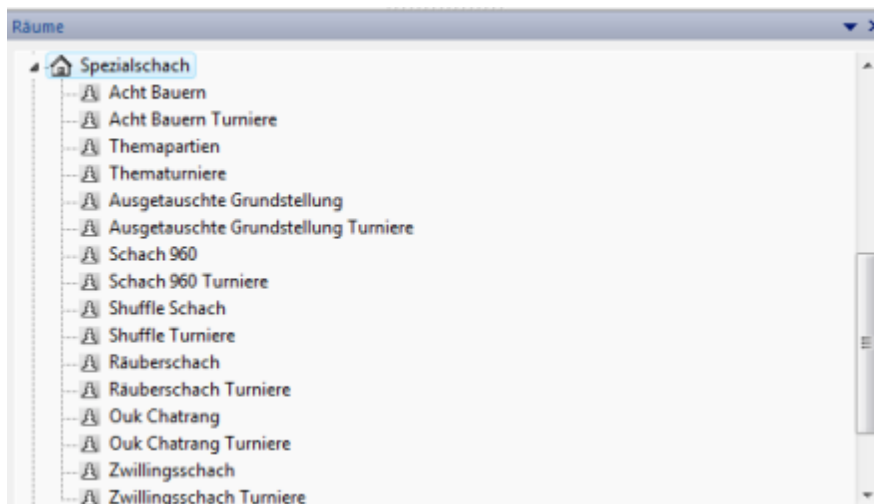 Räume
Spezialschach
Acht Bauern
Acht Bauern Turniere
Themapartien
Thematurniere
Ausgetauschte Grundstellung
Ausgetauschte Grundstellung Turniere
Schach 960
Schach 960 Turniere
Shuffle Schach
Shuffle Turniere
Räuberschach
Räuberschach Turniere
Ouk Chatrang
Ouk Chatrang Turniere
Zwillingsschach
Zwillingsschach Turniere